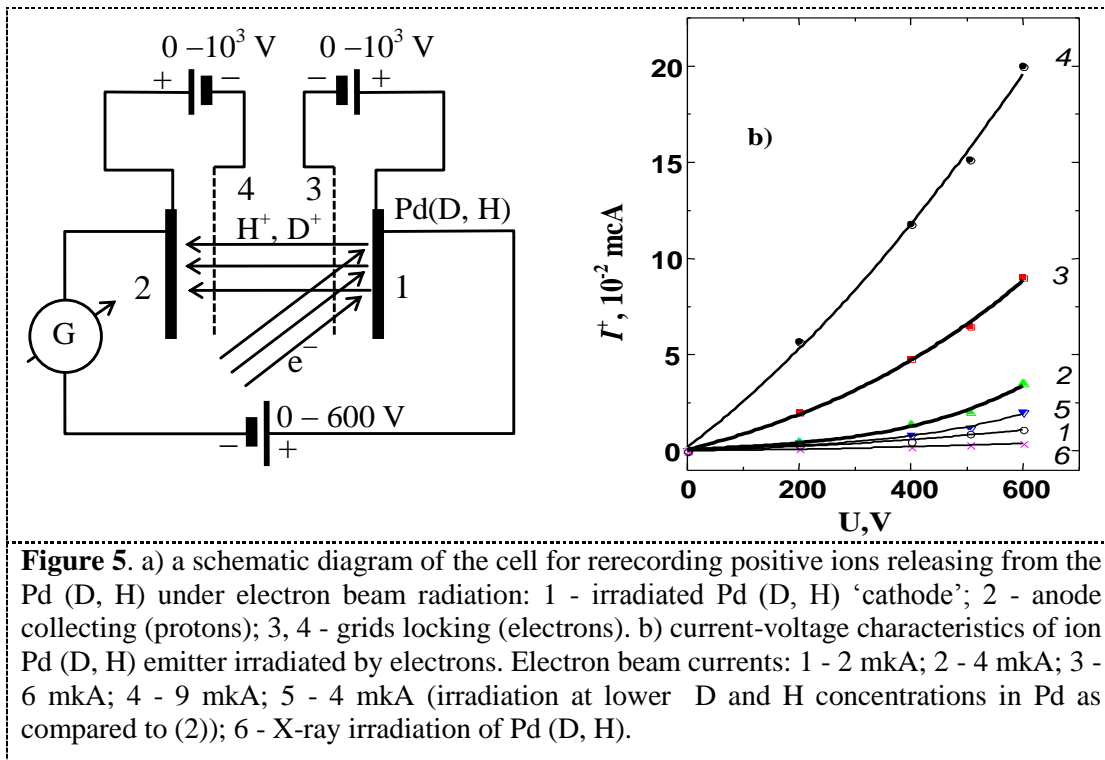 0 –10³ V 0 –10³ V
+ – – +
4 3
Pd(D, H)
H⁺, D⁺
2 1
G
e⁻
0 – 600 V
– +
b)
I⁺, 10⁻² mcA
20
15
10
5
0
0 200 400 600
U,V
4
3
2
5
1
6
Figure 5. a) a schematic diagram of the cell for rerecording positive ions releasing from the
Pd (D, H) under electron beam radiation: 1 - irradiated Pd (D, H) ‘cathode’; 2 - anode
collecting (protons); 3, 4 - grids locking (electrons). b) current-voltage characteristics of ion
Pd (D, H) emitter irradiated by electrons. Electron beam currents: 1 - 2 mkA; 2 - 4 mkA; 3 -
6 mkA; 4 - 9 mkA; 5 - 4 mkA (irradiation at lower D and H concentrations in Pd as
compared to (2)); 6 - X-ray irradiation of Pd (D, H).